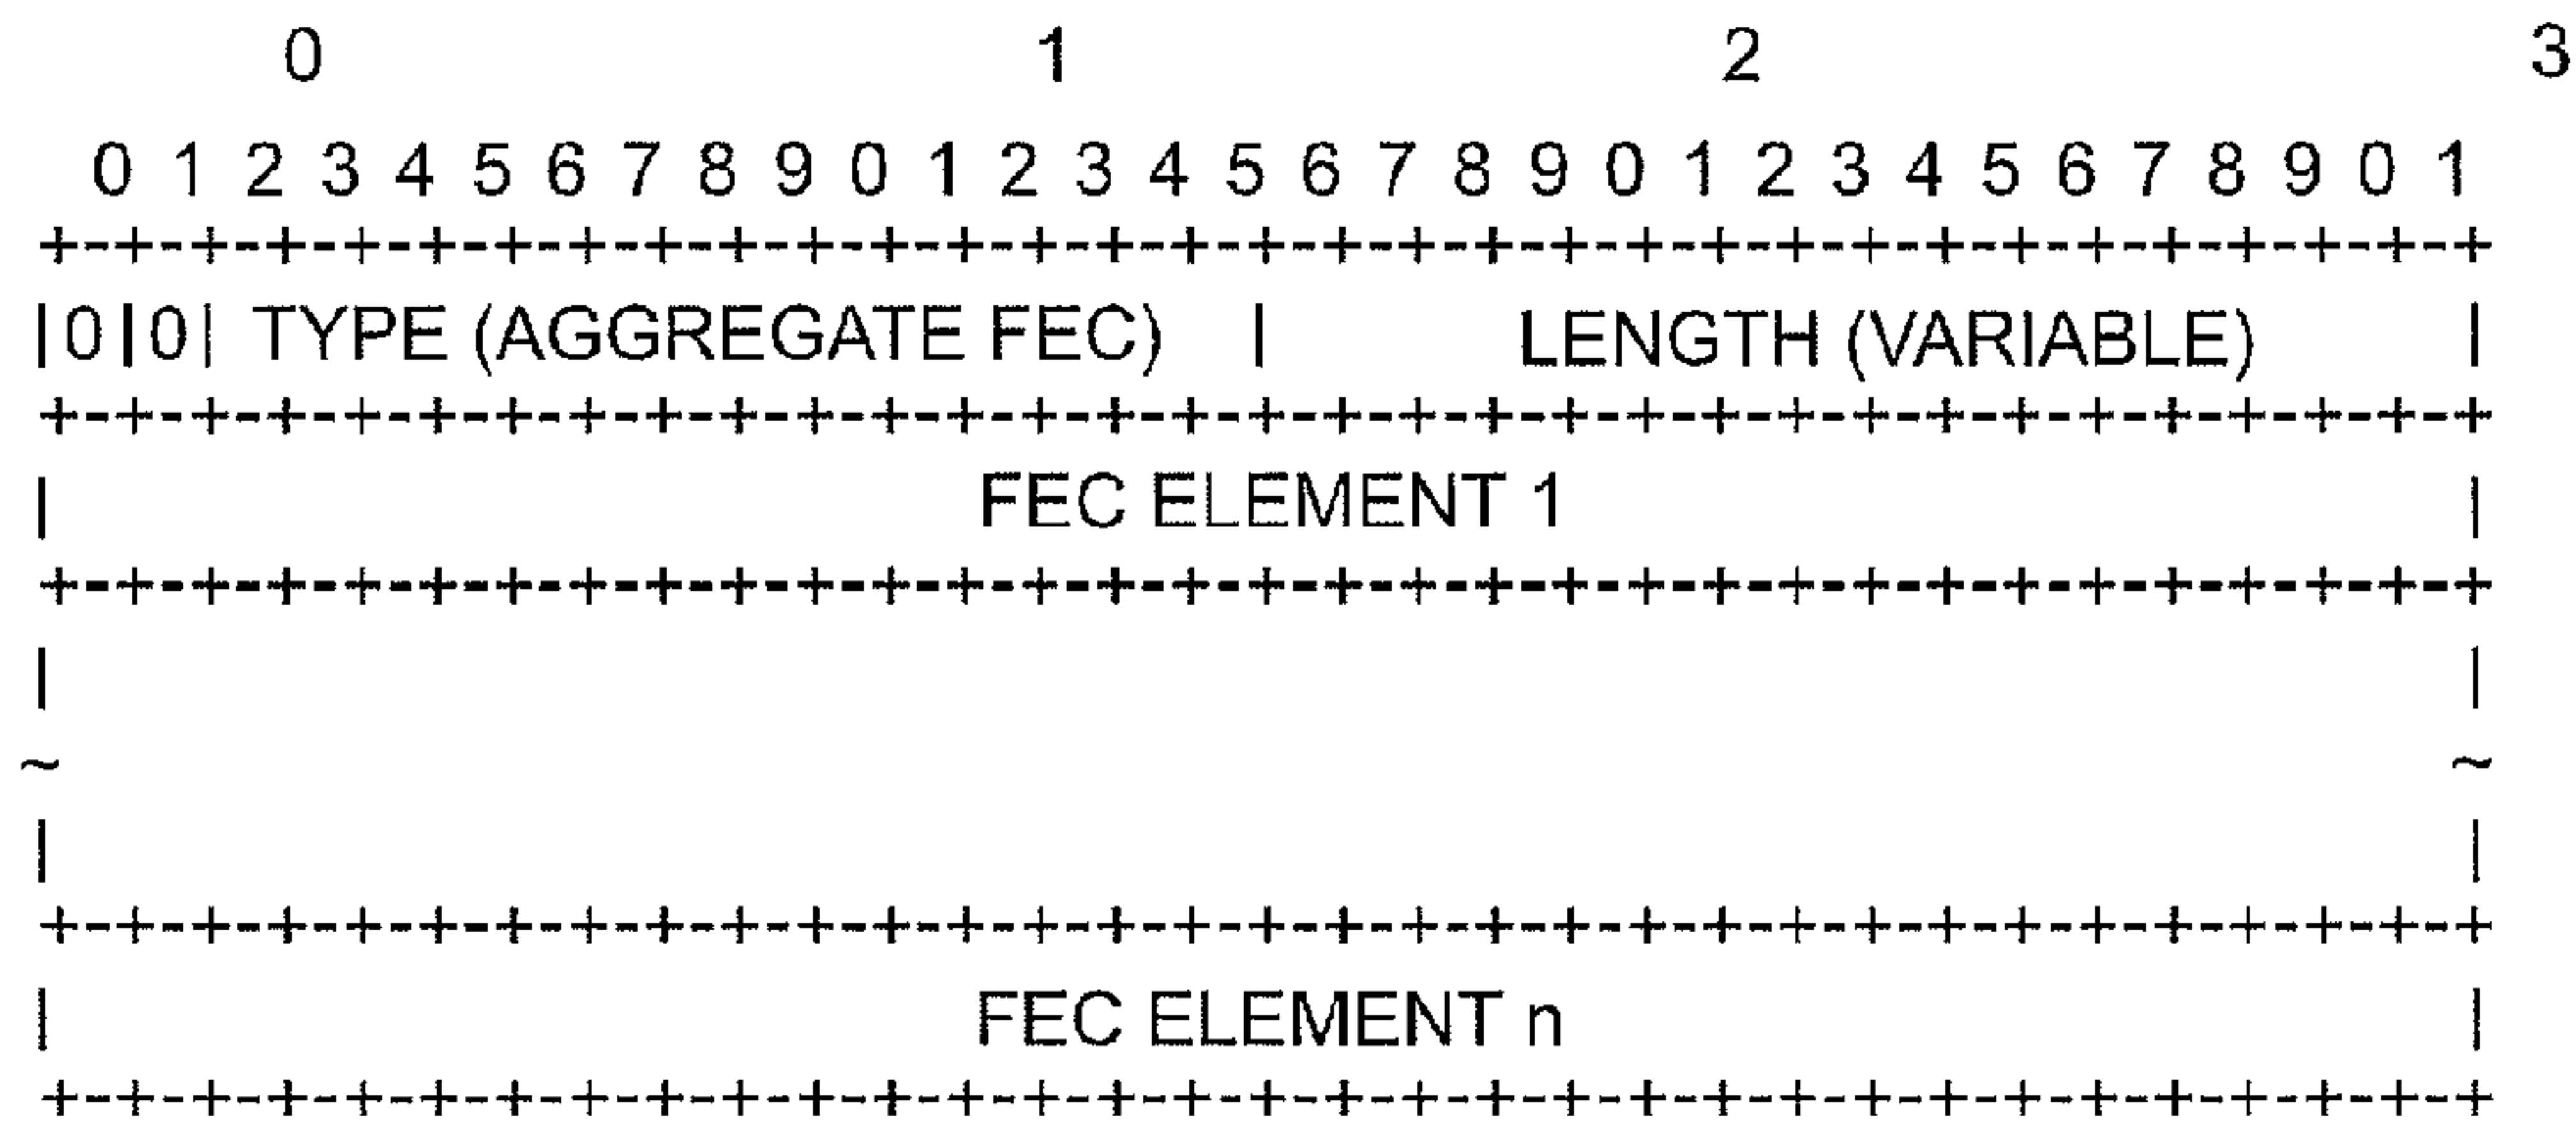 0 1 2 3
0 1 2 3 4 5 6 7 8 9 0 1 2 3 4 5 6 7 8 9 0 1 2 3 4 5 6 7 8 9 0 1
+-+-+-+-+-+-+-+-+-+-+-+-+-+-+-+-+-+-+-+-+-+-+-+-+-+-+-+-+-+-+-+-+
|0|0| TYPE (AGGREGATE FEC) | LENGTH (VARIABLE) |
+-+-+-+-+-+-+-+-+-+-+-+-+-+-+-+-+-+-+-+-+-+-+-+-+-+-+-+-+-+-+-+-+
| FEC ELEMENT 1 |
+-+-+-+-+-+-+-+-+-+-+-+-+-+-+-+-+-+-+-+-+-+-+-+-+-+-+-+-+-+-+-+-+
| |
~ ~
| |
+-+-+-+-+-+-+-+-+-+-+-+-+-+-+-+-+-+-+-+-+-+-+-+-+-+-+-+-+-+-+-+-+
| FEC ELEMENT n |
+-+-+-+-+-+-+-+-+-+-+-+-+-+-+-+-+-+-+-+-+-+-+-+-+-+-+-+-+-+-+-+-+